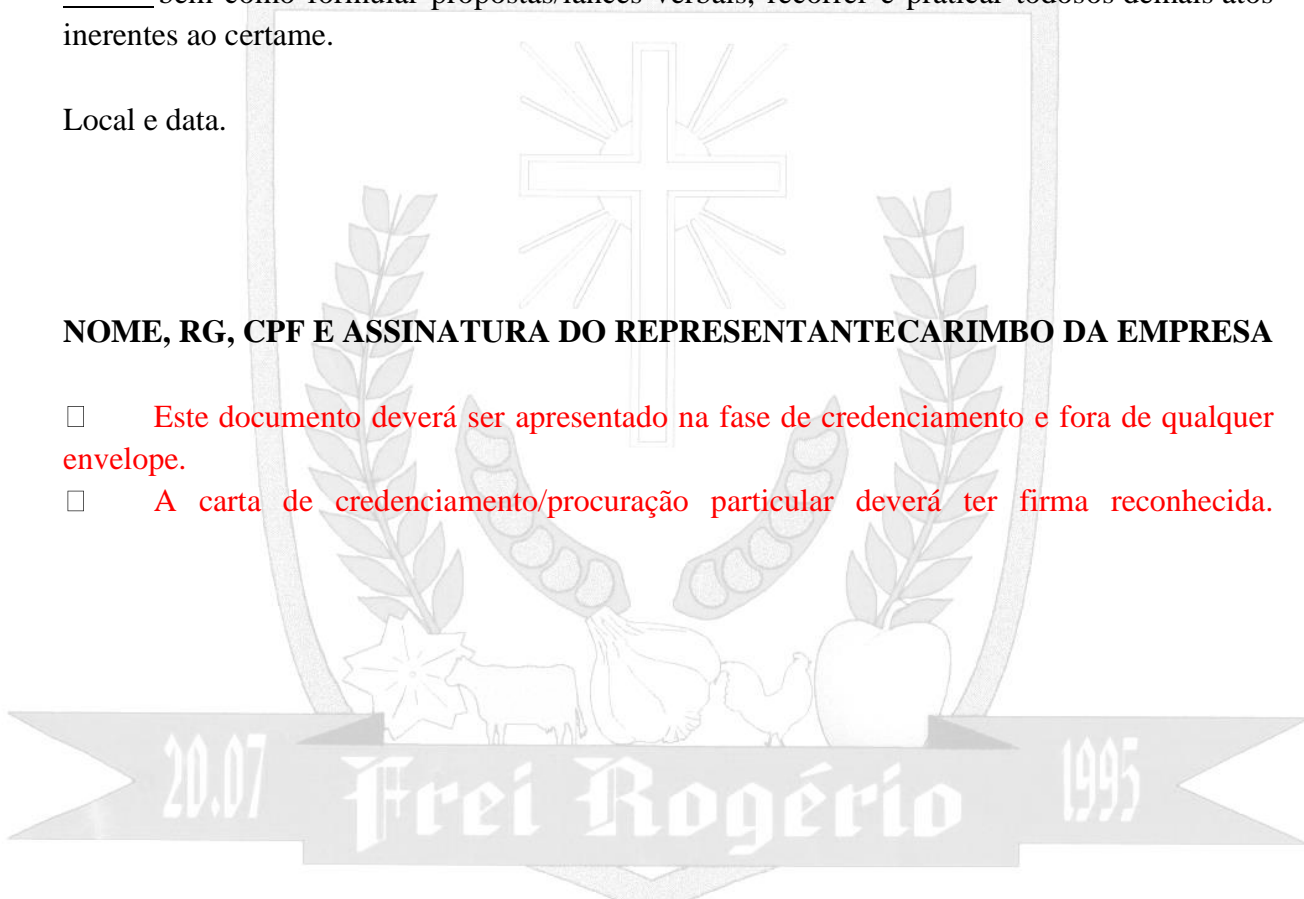 bem como formular propostas/lances verbais, recorrer e praticar todosos demais atos
inerentes ao certame.
Local e data.
NOME, RG, CPF E ASSINATURA DO REPRESENTANTECARIMBO DA EMPRESA
Este documento deverá ser apresentado na fase de credenciamento e fora de qualquer
envelope.
A carta de credenciamento/procuração particular deverá ter firma reconhecida.
20.07 Frei Rogério 1995